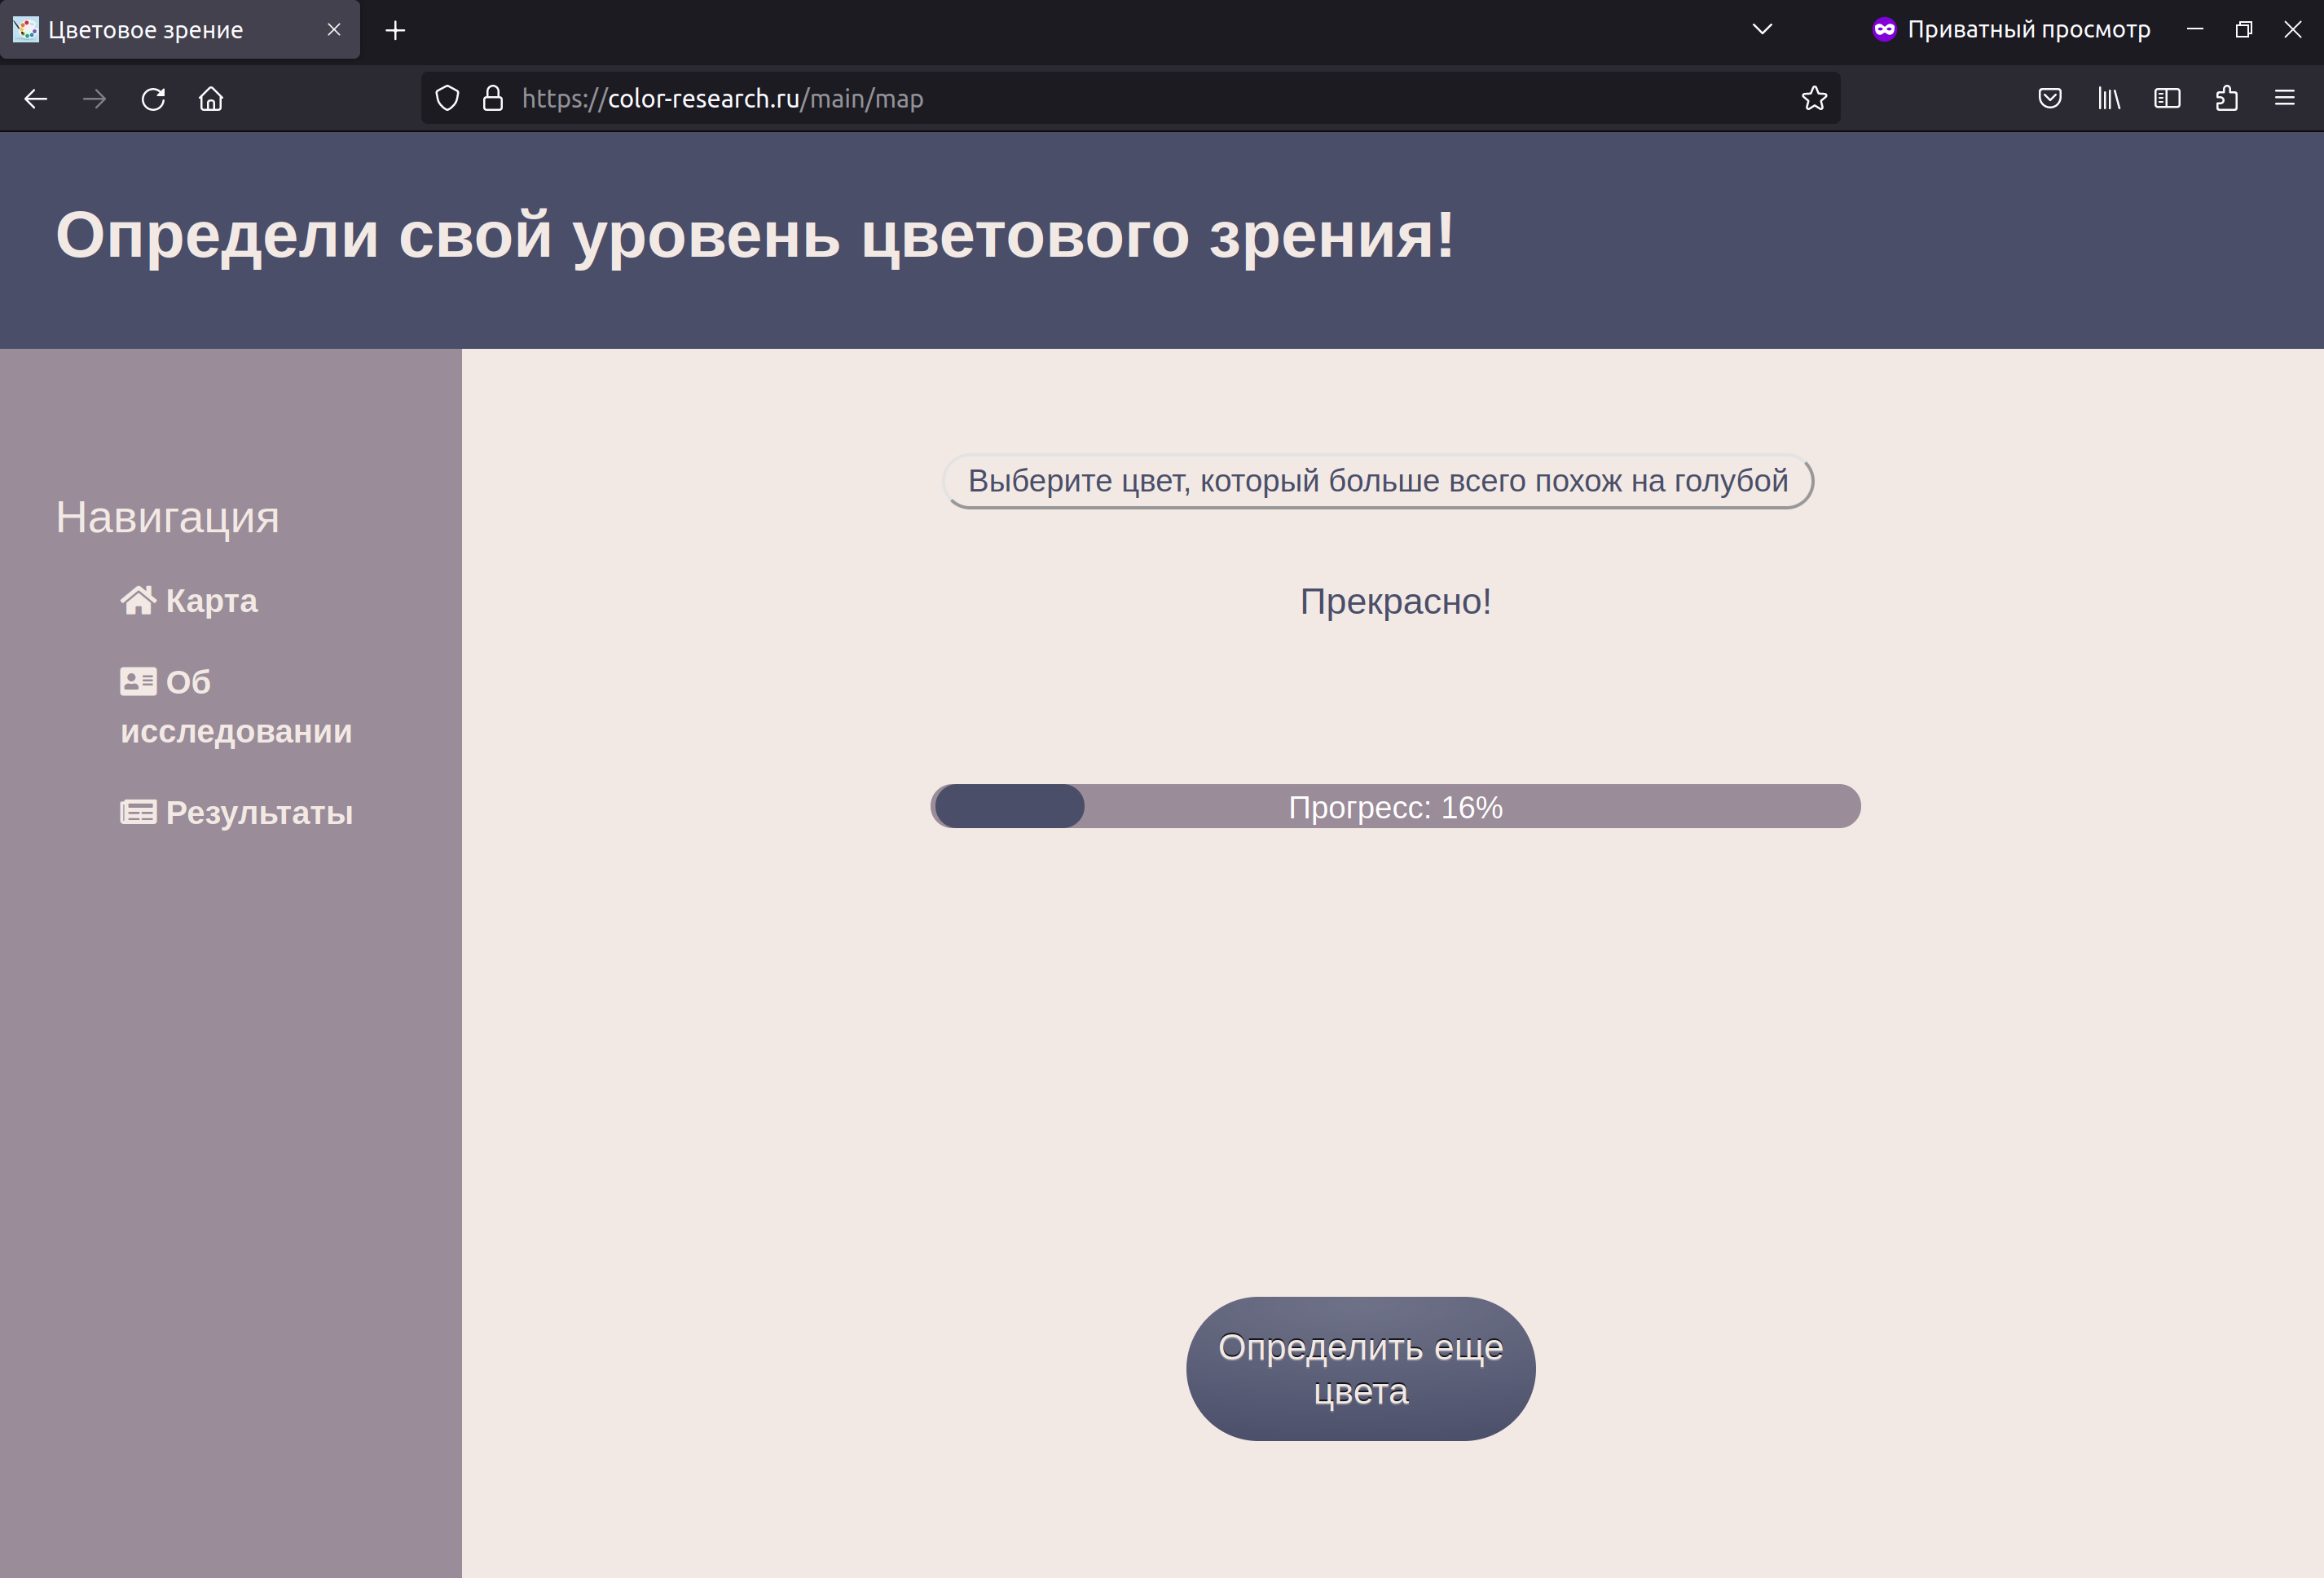 Цветовое зрение
Приватный просмотр
https://color-research.ru/main/map
Определи свой уровень цветового зрения!
Навигация
Карта
Об
исследовании
Результаты
Выберите цвет, который больше всего похож на голубой
Прекрасно!
Прогресс: 16%
Определить еще
цвета